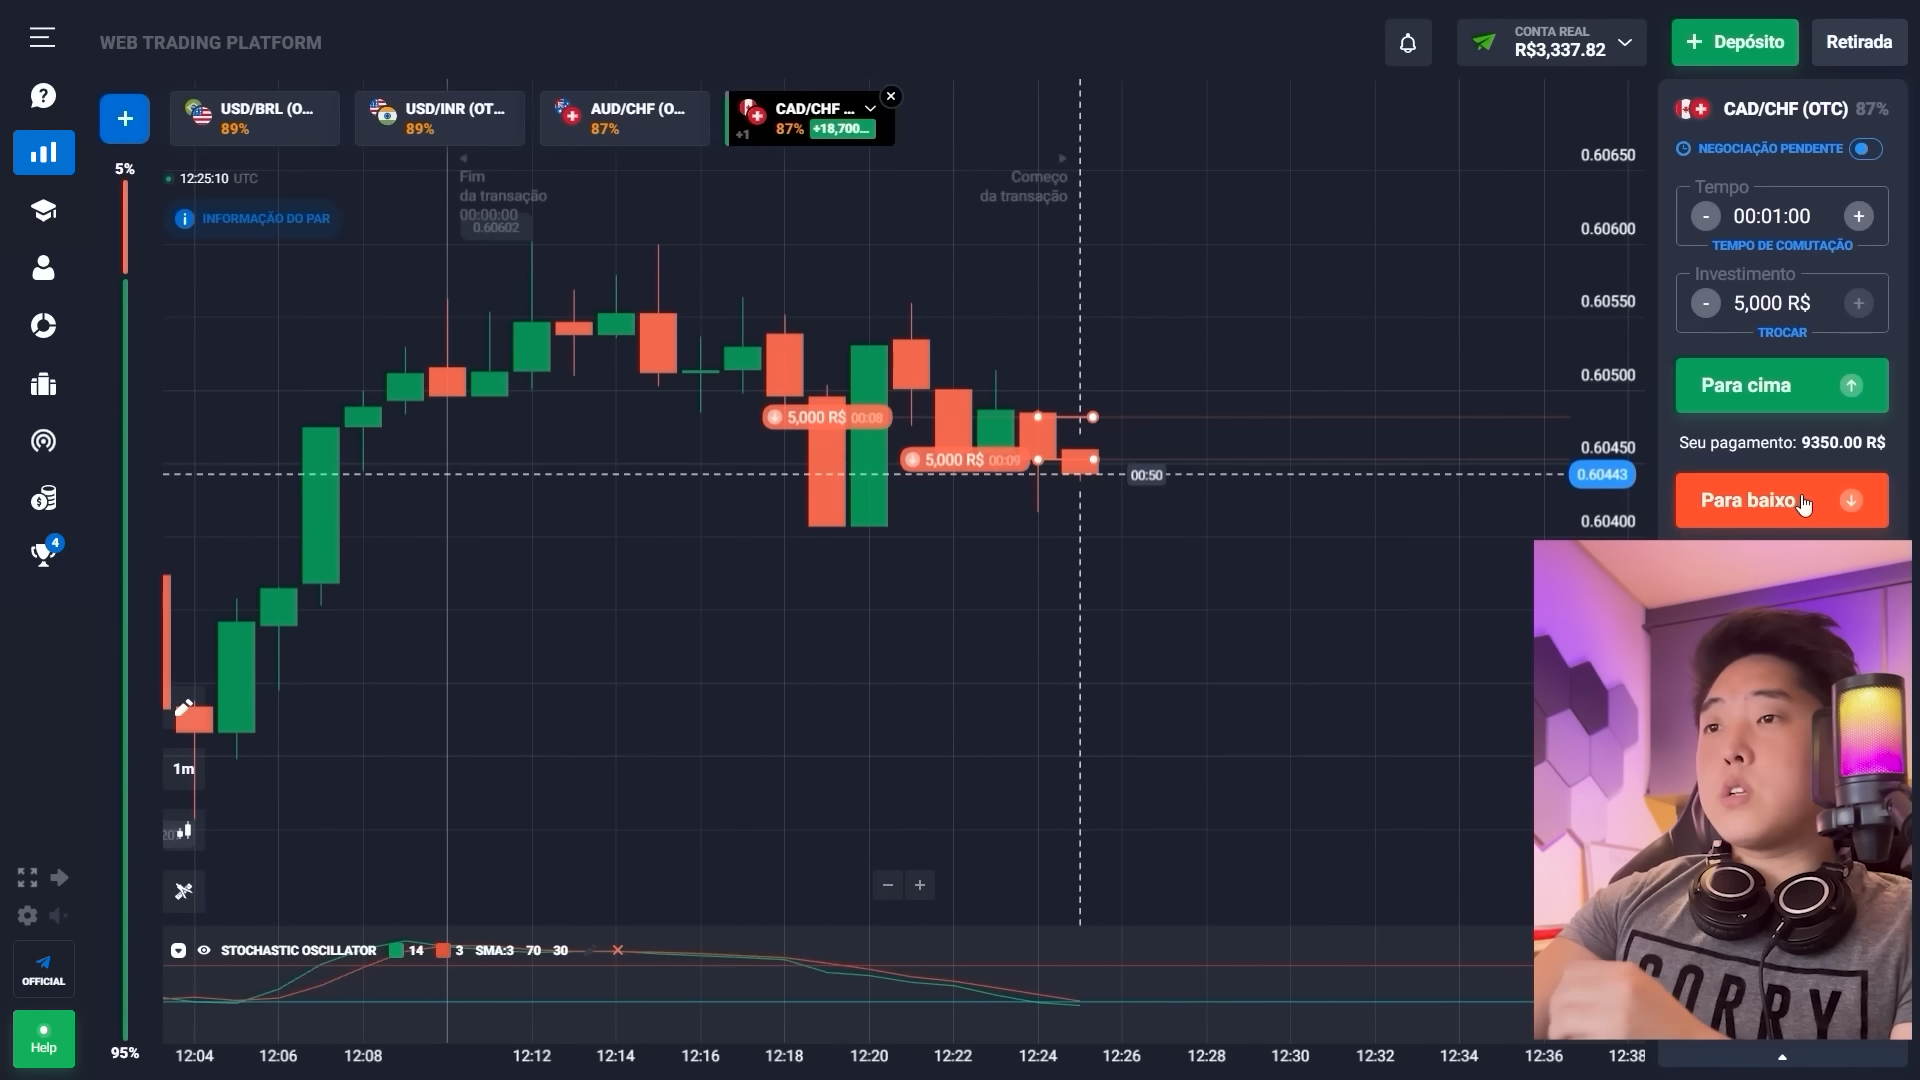 WEB TRADING PLATFORM
CONTA REAL
R$3,337.82
Depósito
Retirada
USD/BRL (O...
89%
USD/INR (OT...
89%
AUD/CHF (O...
87%
CAD/CHF ...
+1
87% +18,700...
CAD/CHF (OTC) 87%
NEGOCIAÇÃO PENDENTE
Tempo
- 00:01:00 +
TEMPO DE COMUTAÇÃO
Investimento
- 5,000 R$ +
TROCAR
Para cima
Seu pagamento: 9350.00 R$
Para baixo
5%
95%
12:25:10 UTC
INFORMAÇÃO DO PAR
Fim
da transação
00:00:00
0.60602
Começo
da transação
0.60650
0.60600
0.60550
0.60500
0.60450
0.60443
0.60400
5,000 R$ 00:08
5,000 R$ 00:09
00:50
1m
STOCHASTIC OSCILLATOR 14 3 SMA:3 70 30
12:04 12:06 12:08 12:12 12:14 12:16 12:18 12:20 12:22 12:24 12:26 12:28 12:30 12:32 12:34 12:36 12:38
4
OFFICIAL
Help